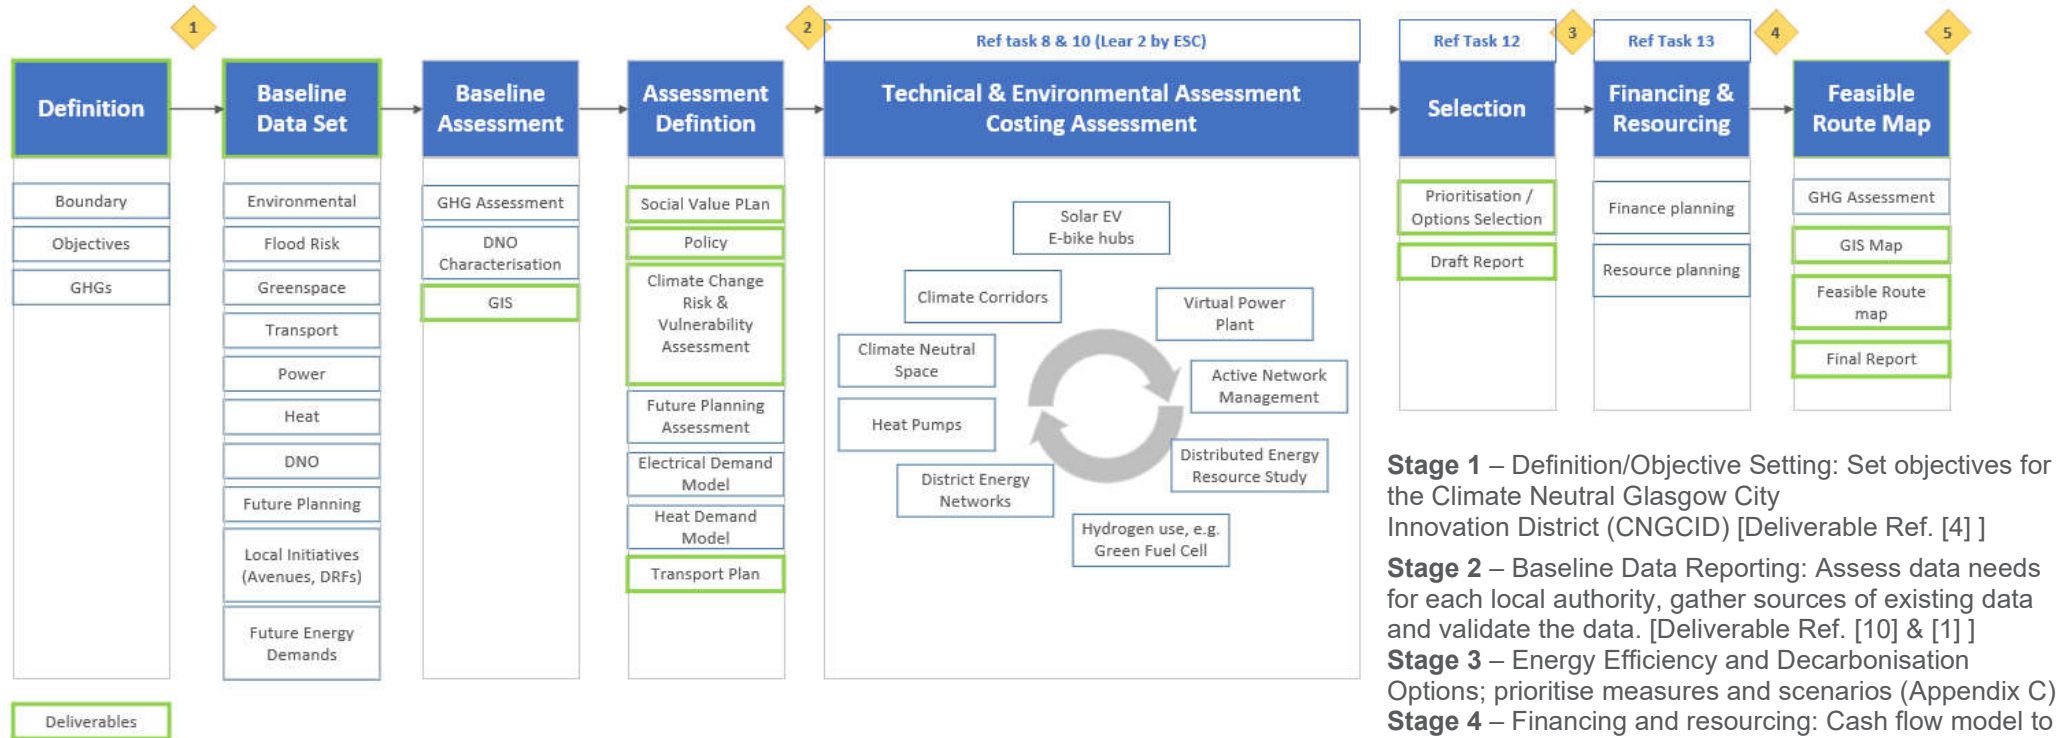 1
2
3
4
5
Ref task 8 & 10 (Lear 2 by ESC)
Ref Task 12
Ref Task 13
Definition
Baseline
Data Set
Baseline
Assessment
Assessment
Defintion
Technical & Environmental Assessment
Costing Assessment
Selection
Financing &
Resourcing
Feasible
Route Map
Boundary
Objectives
GHGs
Environmental
Flood Risk
Greenspace
Transport
Power
Heat
DNO
Future Planning
Local Initiatives
(Avenues, DRFs)
Future Energy
Demands
GHG Assessment
DNO
Characterisation
GIS
Social Value PLan
Policy
Climate Change
Risk &
Vulnerability
Assessment
Future Planning
Assessment
Electrical Demand
Model
Heat Demand
Model
Transport Plan
Solar EV
E-bike hubs
Climate Corridors
Virtual Power
Plant
Climate Neutral
Space
Active Network
Management
Heat Pumps
Distributed Energy
Resource Study
District Energy
Networks
Hydrogen use, e.g.
Green Fuel Cell
Prioritisation /
Options Selection
Draft Report
Finance planning
Resource planning
GHG Assessment
GIS Map
Feasible Route
map
Final Report
Deliverables
Stage 1 – Definition/Objective Setting: Set objectives for
the Climate Neutral Glasgow City
Innovation District (CNGCID) [Deliverable Ref. [4] ]
Stage 2 – Baseline Data Reporting: Assess data needs
for each local authority, gather sources of existing data
and validate the data. [Deliverable Ref. [10] & [1] ]
Stage 3 – Energy Efficiency and Decarbonisation
Options; prioritise measures and scenarios (Appendix C)
Stage 4 – Financing and resourcing: Cash flow model to